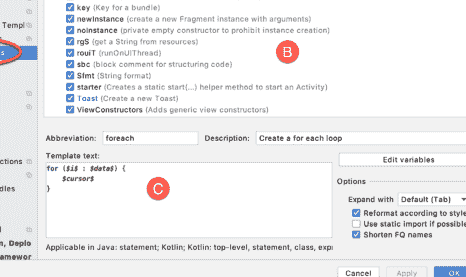 key (Key for a bundle)
newInstance (create a new Fragment instance with arguments)
Templ
noInstance (private empty constructor to prohibit instance creation)
rgS (get a String from resources)
s
rouiT (runOnUIThread)
B
sbc (block comment for structuring code)
Sfmt (String format)
starter (Creates a static start(...) helper method to start an Activity)
Toast (Create a new Toast)
ViewConstructors (Adds generic view constructors)
Abbreviation: foreach Description: Create a for each loop
Template text:
Edit variables
for ($i$ : $data$) {
$cursor$
}
C
ctions
Options
Expand with Default (Tab)
dles
Reformat according to style
Use static import if possible
Shorten FQ names
n, Deplo
ramewor
Applicable in Java: statement; Kotlin; Kotlin: top-level, statement, class, expr
Cancel Apply OK